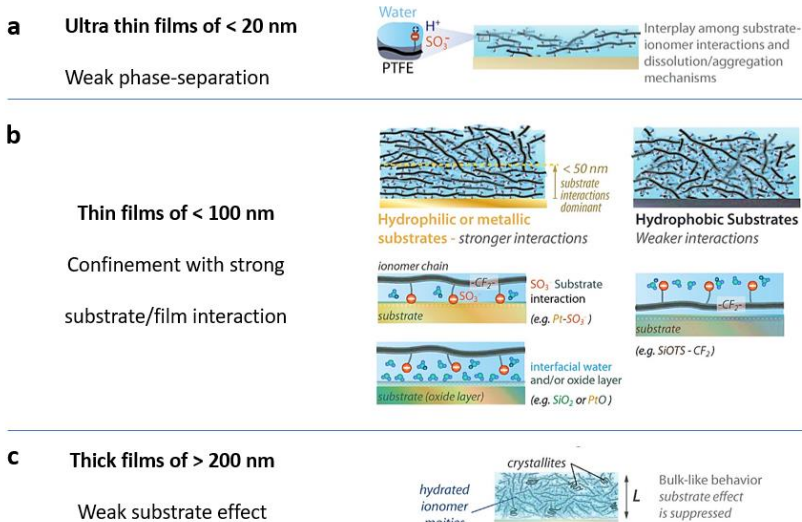 a
Ultra thin films of < 20 nm
Weak phase-separation
Water
H⁺
SO₃⁻
PTFE
Interplay among substrate-
ionomer interactions and
dissolution/aggregation
mechanisms
b
Thin films of < 100 nm
Confinement with strong
substrate/film interaction
< 50 nm
substrate
interactions
dominant
Hydrophilic or metallic
substrates - stronger interactions
Hydrophobic Substrates
Weaker interactions
ionomer chain
-CF₂-
SO₃⁻
substrate
SO₃⁻ Substrate
interaction
(e.g. Pt-SO₃⁻)
-CF₂-
substrate
(e.g. SiOTS - CF₂)
substrate (oxide layer)
interfacial water
and/or oxide layer
(e.g. SiO₂ or PtO)
c
Thick films of > 200 nm
Weak substrate effect
crystallites
hydrated
ionomer
moities
L
Bulk-like behavior
substrate effect
is suppressed